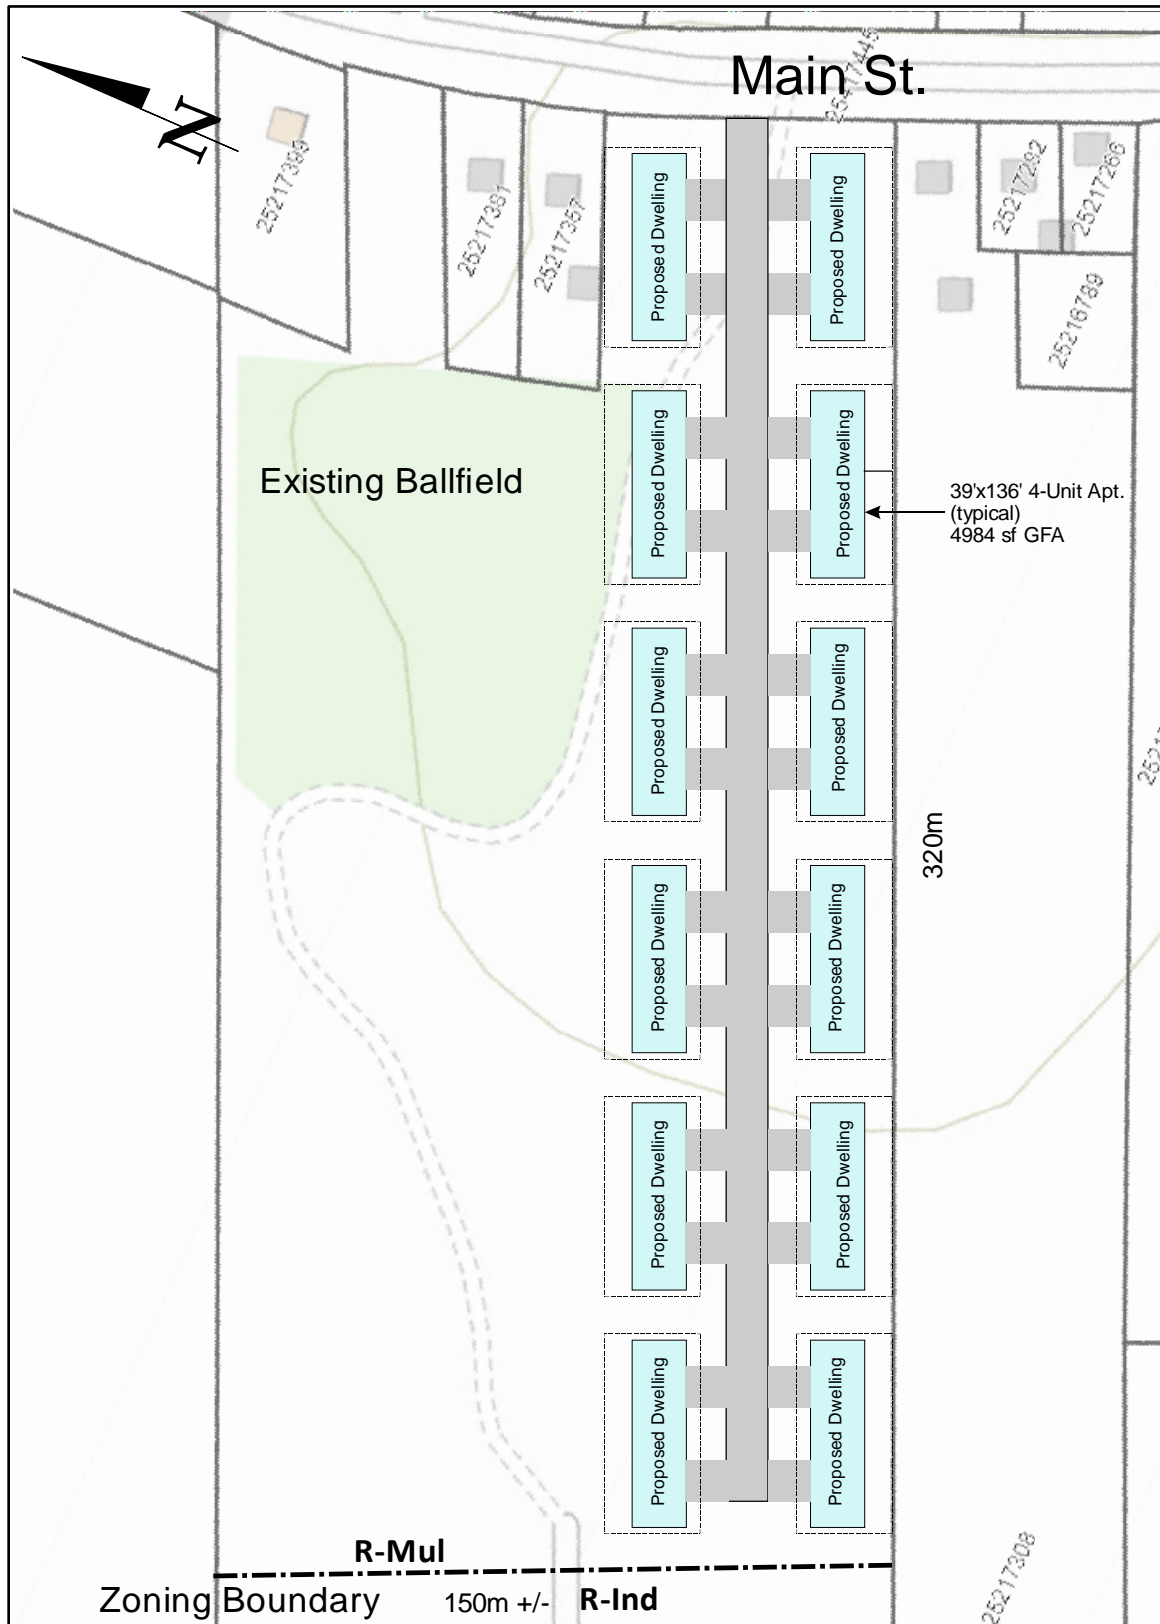 Main St.
25217445
N
25217399
25217381
25217357
25217292
25217266
25216789
Proposed Dwelling
Proposed Dwelling
Existing Ballfield
Proposed Dwelling
Proposed Dwelling
39'x136' 4-Unit Apt.
(typical)
4984 sf GFA
Proposed Dwelling
Proposed Dwelling
320m
Proposed Dwelling
Proposed Dwelling
Proposed Dwelling
Proposed Dwelling
Proposed Dwelling
Proposed Dwelling
R-Mul
Zoning Boundary
150m +/-
R-Ind
25217308